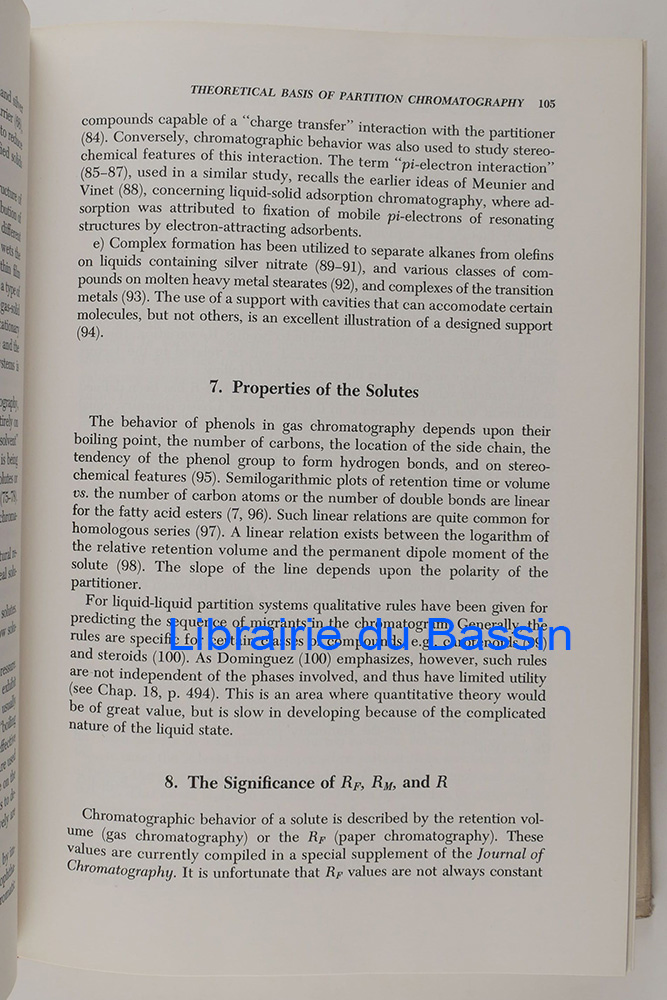 THEORETICAL BASIS OF PARTITION CHROMATOGRAPHY 105
compounds capable of a “charge transfer” interaction with the partitioner
(84). Conversely, chromatographic behavior was also used to study stereo-
chemical features of this interaction. The term “pi-electron interaction”
(85–87), used in a similar study, recalls the earlier ideas of Meunier and
Vinet (88), concerning liquid-solid adsorption chromatography, where ad-
sorption was attributed to fixation of mobile pi-electrons of resonating
structures by electron-attracting adsorbents.
e) Complex formation has been utilized to separate alkanes from olefins
on liquids containing silver nitrate (89–91), and various classes of com-
pounds on molten heavy metal stearates (92), and complexes of the transition
metals (93). The use of a support with cavities that can accomodate certain
molecules, but not others, is an excellent illustration of a designed support
(94).
7. Properties of the Solutes
The behavior of phenols in gas chromatography depends upon their
boiling point, the number of carbons, the location of the side chain, the
tendency of the phenol group to form hydrogen bonds, and on stereo-
chemical features (95). Semilogarithmic plots of retention time or volume
vs. the number of carbon atoms or the number of double bonds are linear
for the fatty acid esters (7, 96). Such linear relations are quite common for
homologous series (97). A linear relation exists between the logarithm of
the relative retention volume and the permanent dipole moment of the
solute (98). The slope of the line depends upon the polarity of the
partitioner.
For liquid-liquid partition systems qualitative rules have been given for
predicting the sequence of migrants in the chromatogram. Generally, the
rules are specific for certain classes of compounds, e.g., carotenoids (99)
and steroids (100). As Dominguez (100) emphasizes, however, such rules
are not independent of the phases involved, and thus have limited utility
(see Chap. 18, p. 494). This is an area where quantitative theory would
be of great value, but is slow in developing because of the complicated
nature of the liquid state.
8. The Significance of RF, RM, and R
Chromatographic behavior of a solute is described by the retention vol-
ume (gas chromatography) or the RF (paper chromatography). These
values are currently compiled in a special supplement of the Journal of
Chromatography. It is unfortunate that RF values are not always constant
Librairie du Bassin